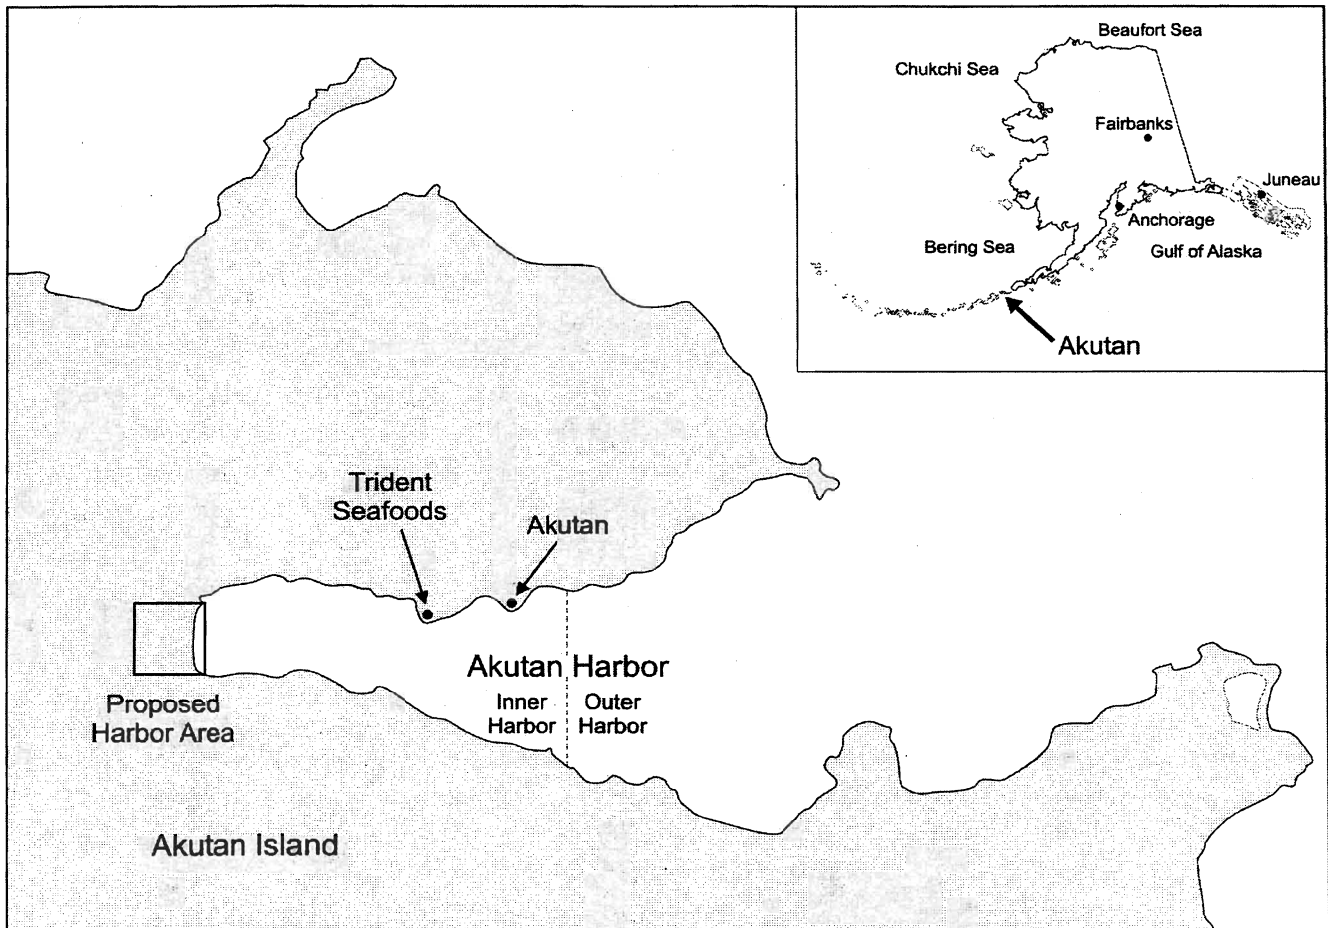 Beaufort Sea
Chukchi Sea
Fairbanks
Juneau
Anchorage
Bering Sea
Gulf of Alaska
Akutan
Trident
Seafoods
Akutan
Akutan Harbor
Inner
Harbor
Outer
Harbor
Proposed
Harbor Area
Akutan Island